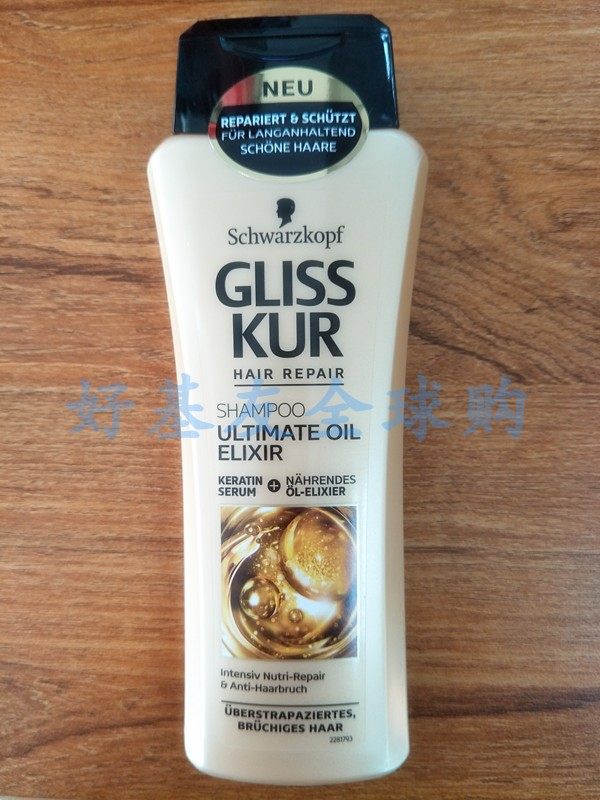 NEU
REPARIERT & SCHÜTZT
FÜR LANGANHALTEND
SCHÖNE HAARE
Schwarzkopf
GLISS
KUR
HAIR REPAIR
好基友全球购
SHAMPOO
ULTIMATE OIL
ELIXIR
KERATIN SERUM + NÄHRENDES ÖL-ELIXIER
Intensiv Nutri-Repair
& Anti-Haarbruch
ÜBERSTRAPAZIERTES,
BRÜCHIGES HAAR
2281793